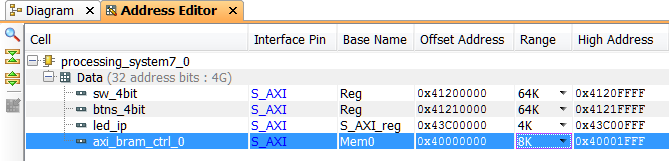 Diagram Address Editor
Cell Interface Pin Base Name Offset Address Range High Address
processing_system7_0
Data (32 address bits : 4G)
sw_4bit S_AXI Reg 0x41200000 64K 0x4120FFFF
btns_4bit S_AXI Reg 0x41210000 64K 0x4121FFFF
led_ip S_AXI S_AXI_reg 0x43C00000 4K 0x43C00FFF
axi_bram_ctrl_0 S_AXI Mem0 0x40000000 8K 0x40001FFF